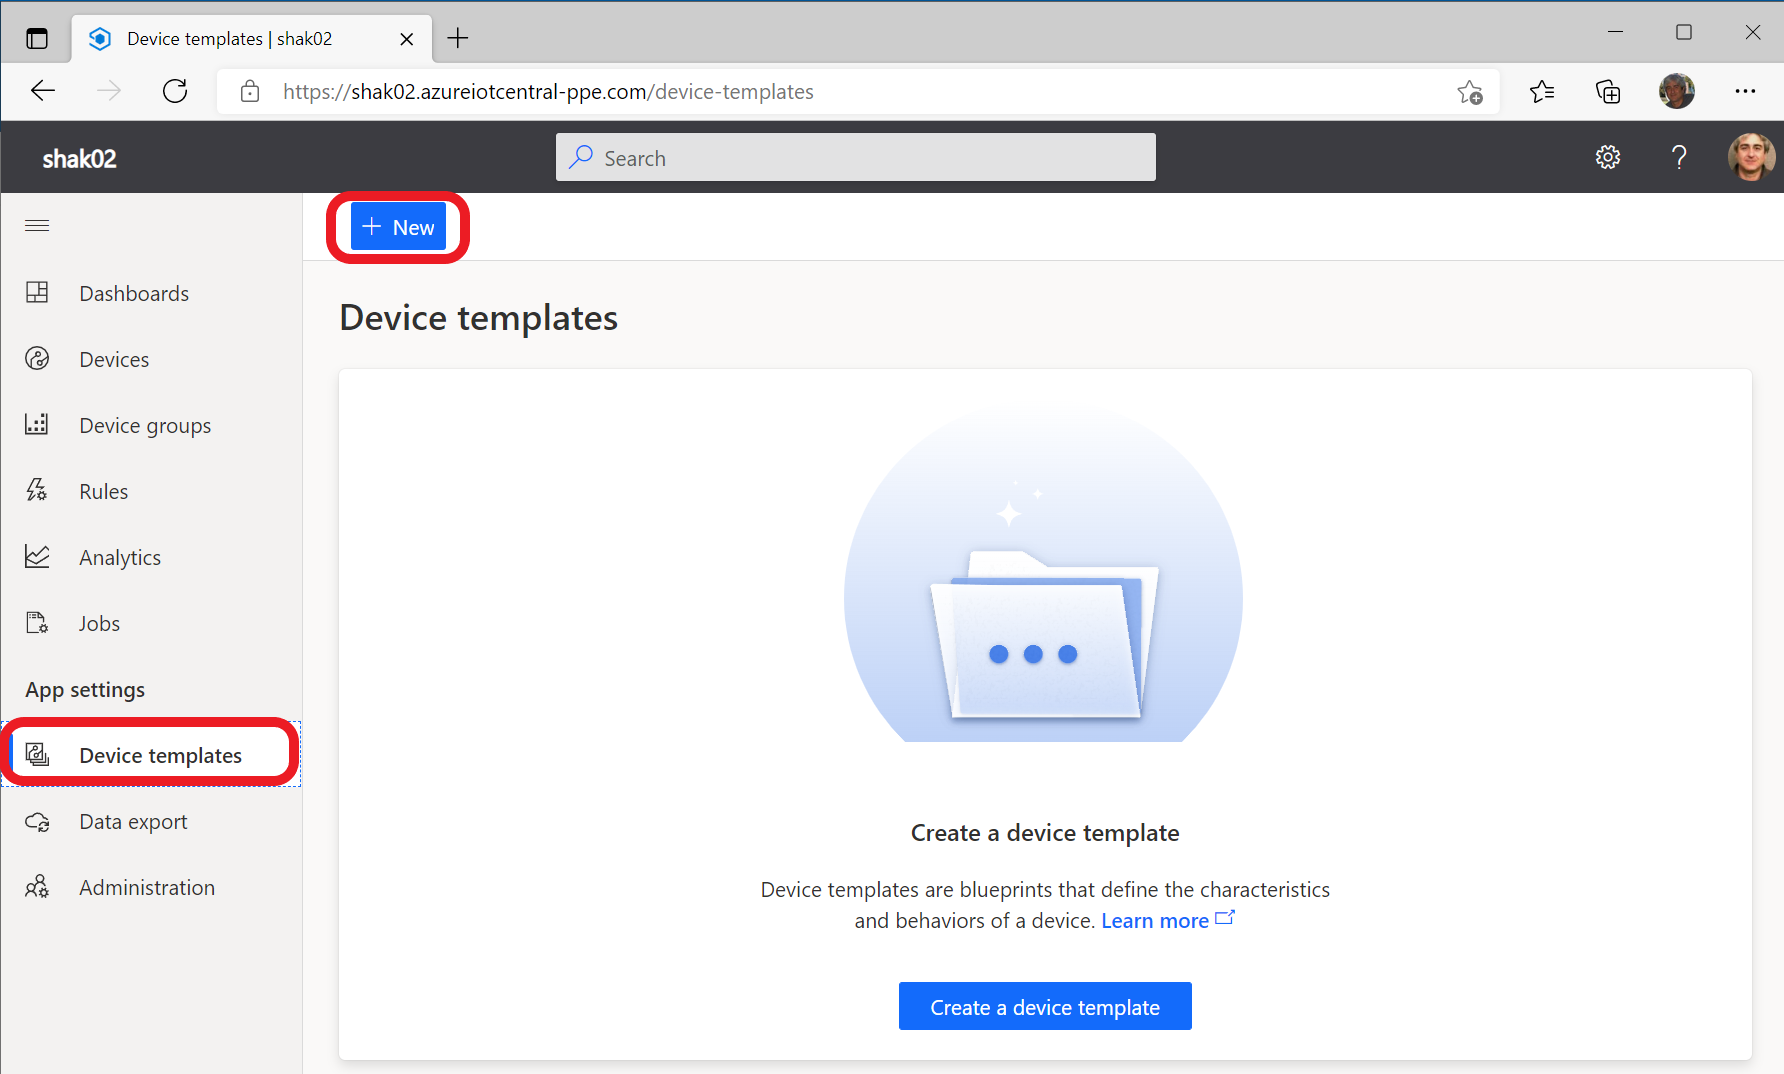 Device templates | shak02
https://shak02.azureiotcentral-ppe.com/device-templates
shak02
Search
?
+ New
Dashboards
Devices
Device groups
Rules
Analytics
Jobs
App settings
Device templates
Data export
Administration
Device templates
Create a device template
Device templates are blueprints that define the characteristics
and behaviors of a device. Learn more
Create a device template